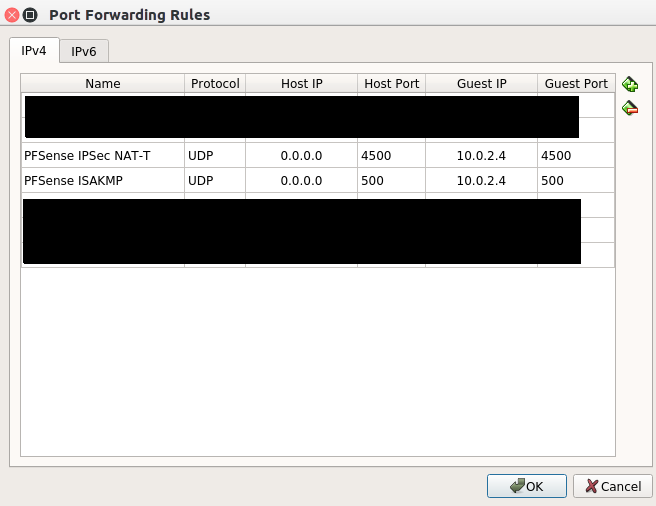 Port Forwarding Rules
IPv4 IPv6
Name Protocol Host IP Host Port Guest IP Guest Port
PFSense IPSec NAT-T UDP 0.0.0.0 4500 10.0.2.4 4500
PFSense ISAKMP UDP 0.0.0.0 500 10.0.2.4 500
OK Cancel